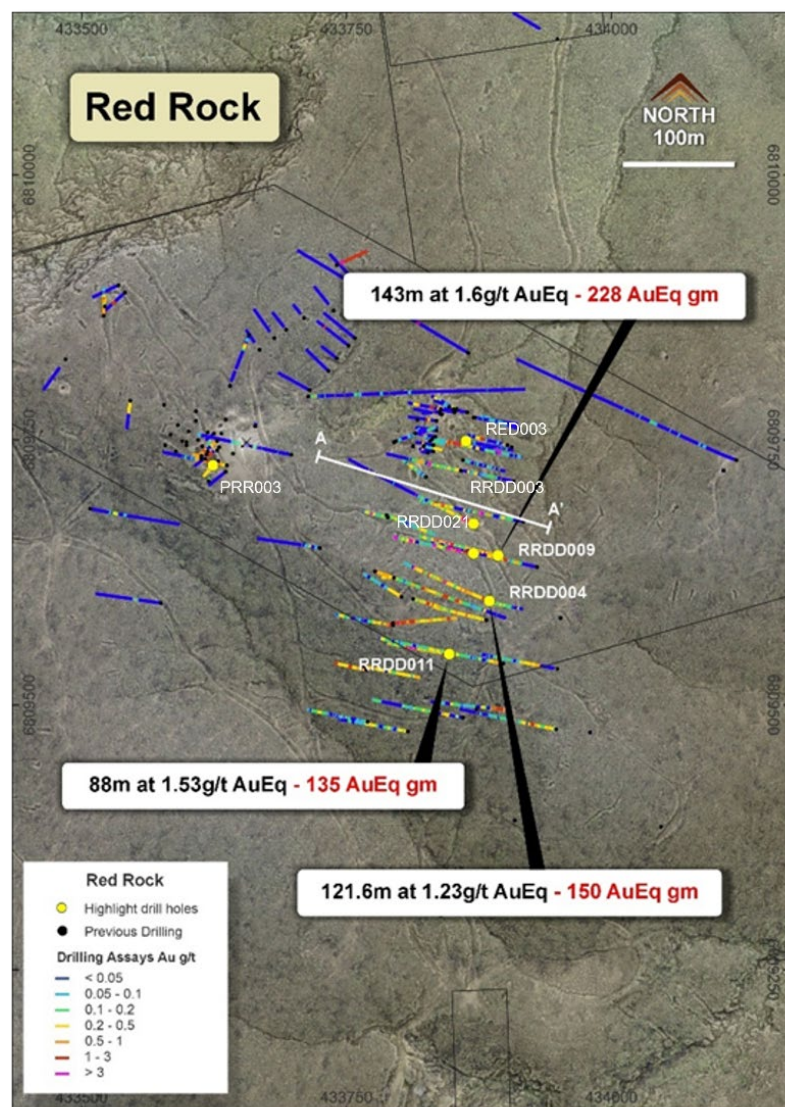 433500
433750
434000
Red Rock
NORTH
100m
6810000
6810000
143m at 1.6g/t AuEq - 228 AuEq gm
6809750
6809750
RED003
A
PRR003
RRDD003
A'
RRDD021
RRDD009
RRDD004
RRDD011
6809500
6809500
88m at 1.53g/t AuEq - 135 AuEq gm
121.6m at 1.23g/t AuEq - 150 AuEq gm
Red Rock
Highlight drill holes
Previous Drilling
Drilling Assays Au g/t
< 0.05
0.05 - 0.1
0.1 - 0.2
0.2 - 0.5
0.5 - 1
1 - 3
> 3
6809250
433500
433750
434000